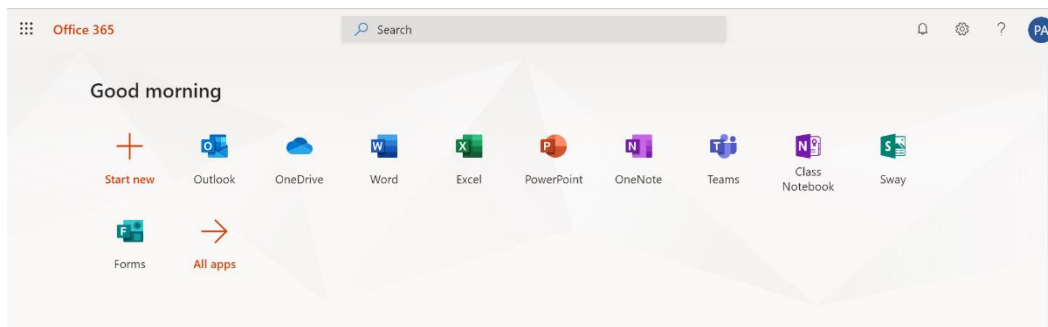 Office 365
Search
?
PA
Good morning
Start new
Outlook
OneDrive
Word
Excel
PowerPoint
OneNote
Teams
Class
Notebook
Sway
Forms
All apps